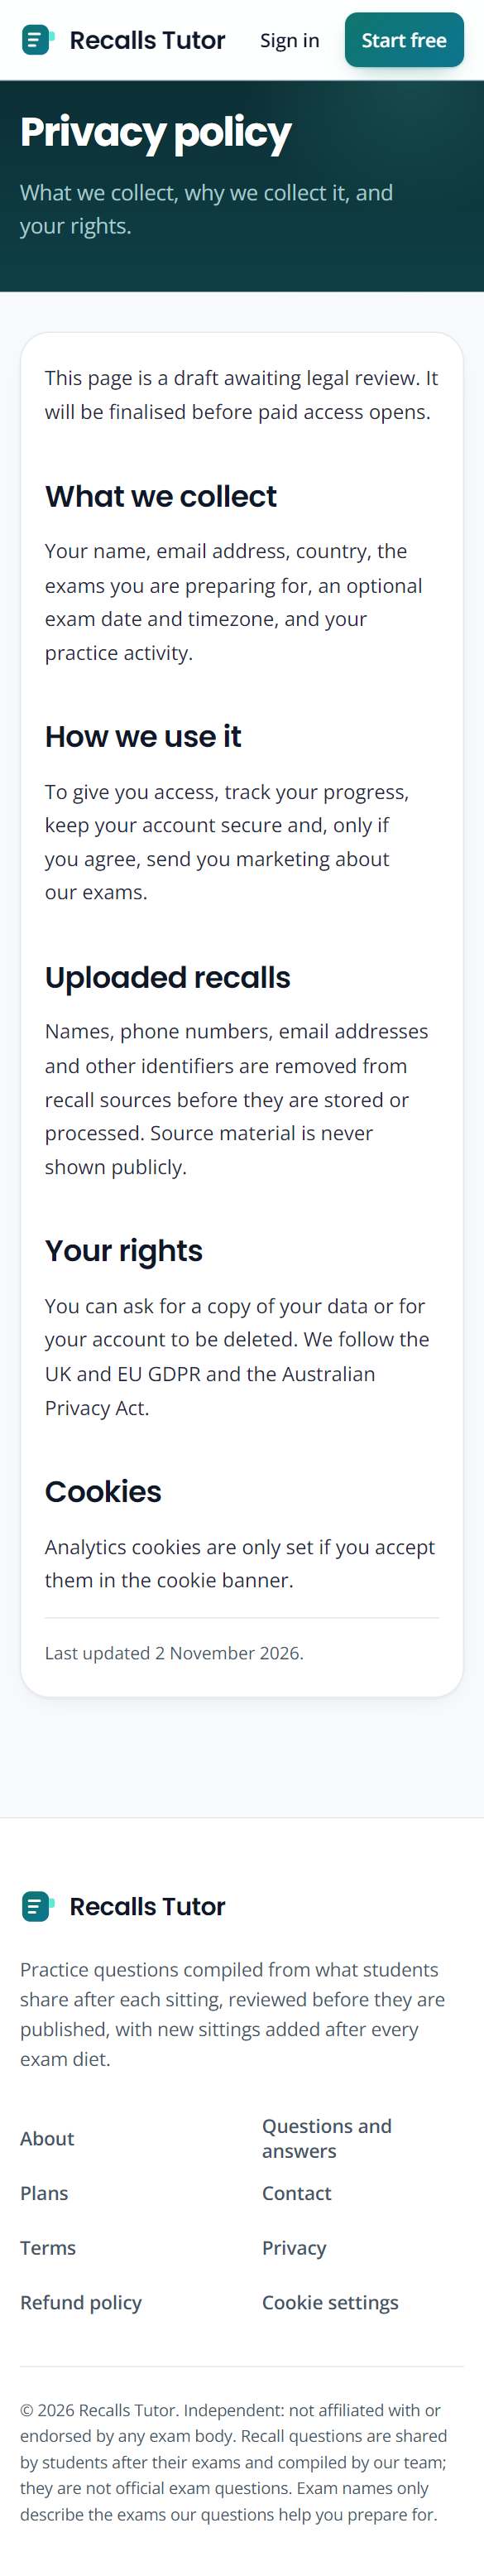 Recalls Tutor
Sign in
Start free
Privacy policy
What we collect, why we collect it, and
your rights.
This page is a draft awaiting legal review. It
will be finalised before paid access opens.
What we collect
Your name, email address, country, the
exams you are preparing for, an optional
exam date and timezone, and your
practice activity.
How we use it
To give you access, track your progress,
keep your account secure and, only if
you agree, send you marketing about
our exams.
Uploaded recalls
Names, phone numbers, email addresses
and other identifiers are removed from
recall sources before they are stored or
processed. Source material is never
shown publicly.
Your rights
You can ask for a copy of your data or for
your account to be deleted. We follow the
UK and EU GDPR and the Australian
Privacy Act.
Cookies
Analytics cookies are only set if you accept
them in the cookie banner.
Last updated 2 November 2026.
Recalls Tutor
Practice questions compiled from what students
share after each sitting, reviewed before they are
published, with new sittings added after every
exam diet.
About
Questions and
answers
Plans
Contact
Terms
Privacy
Refund policy
Cookie settings
© 2026 Recalls Tutor. Independent: not affiliated with or
endorsed by any exam body. Recall questions are shared
by students after their exams and compiled by our team;
they are not official exam questions. Exam names only
describe the exams our questions help you prepare for.